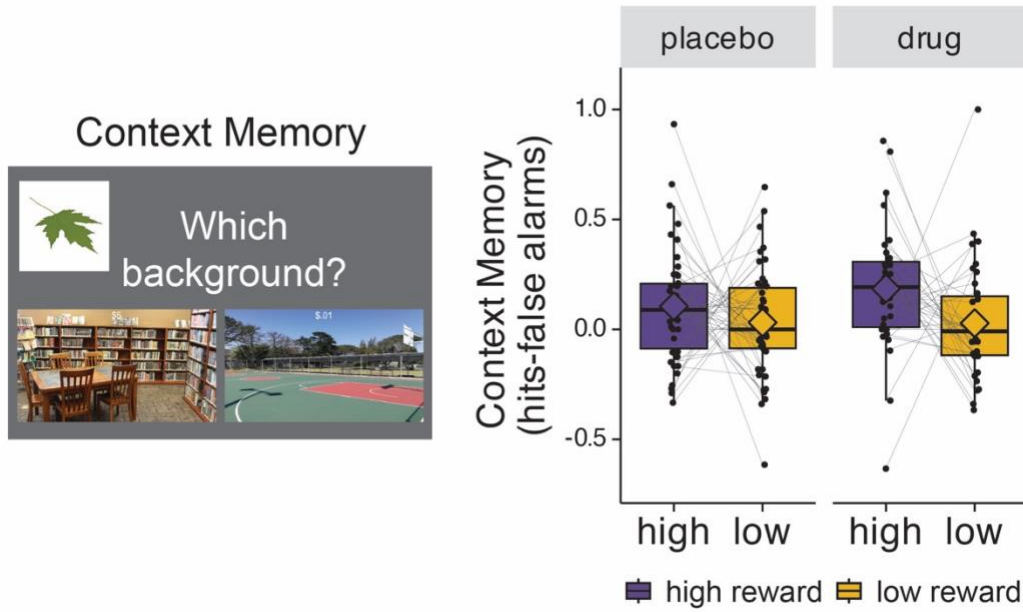 Context Memory
Which
background?
$5
$.01
placebo
drug
Context Memory
(hits-false alarms)
1.0
0.5
0.0
-0.5
high
low
high
low
high reward
low reward